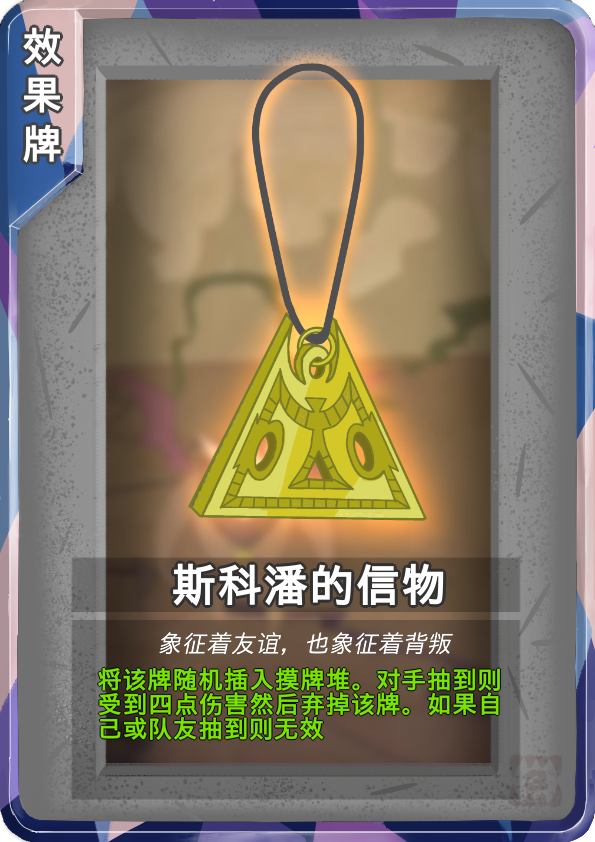 效果牌
斯科潘的信物
象征着友谊，也象征着背叛
将该牌随机插入摸牌堆。对手抽到则
受到四点伤害然后弃掉该牌。如果自
己或队友抽到则无效